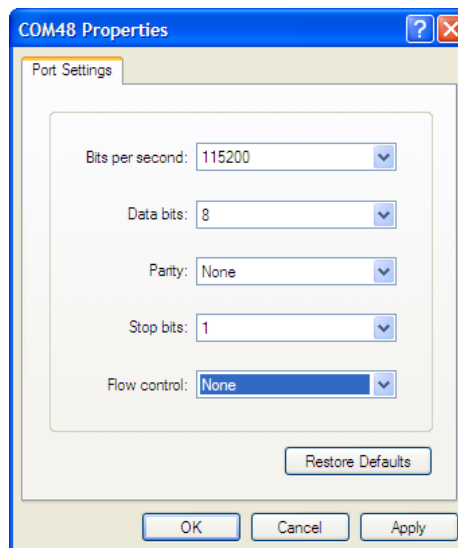 COM48 Properties
Port Settings
Bits per second: 115200
Data bits: 8
Parity: None
Stop bits: 1
Flow control: None
Restore Defaults
OK Cancel Apply